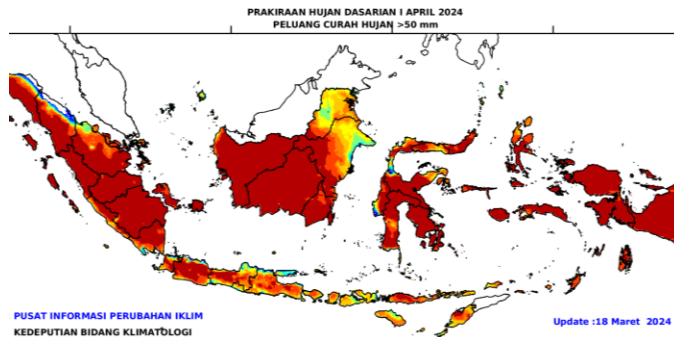 PRAKIRAAN HUJAN DASARIAN I APRIL 2024
PELUANG CURAH HUJAN >50 mm
PUSAT INFORMASI PERUBAHAN IKLIM
KEDEPUTIAN BIDANG KLIMATOLOGI
Update :18 Maret 2024